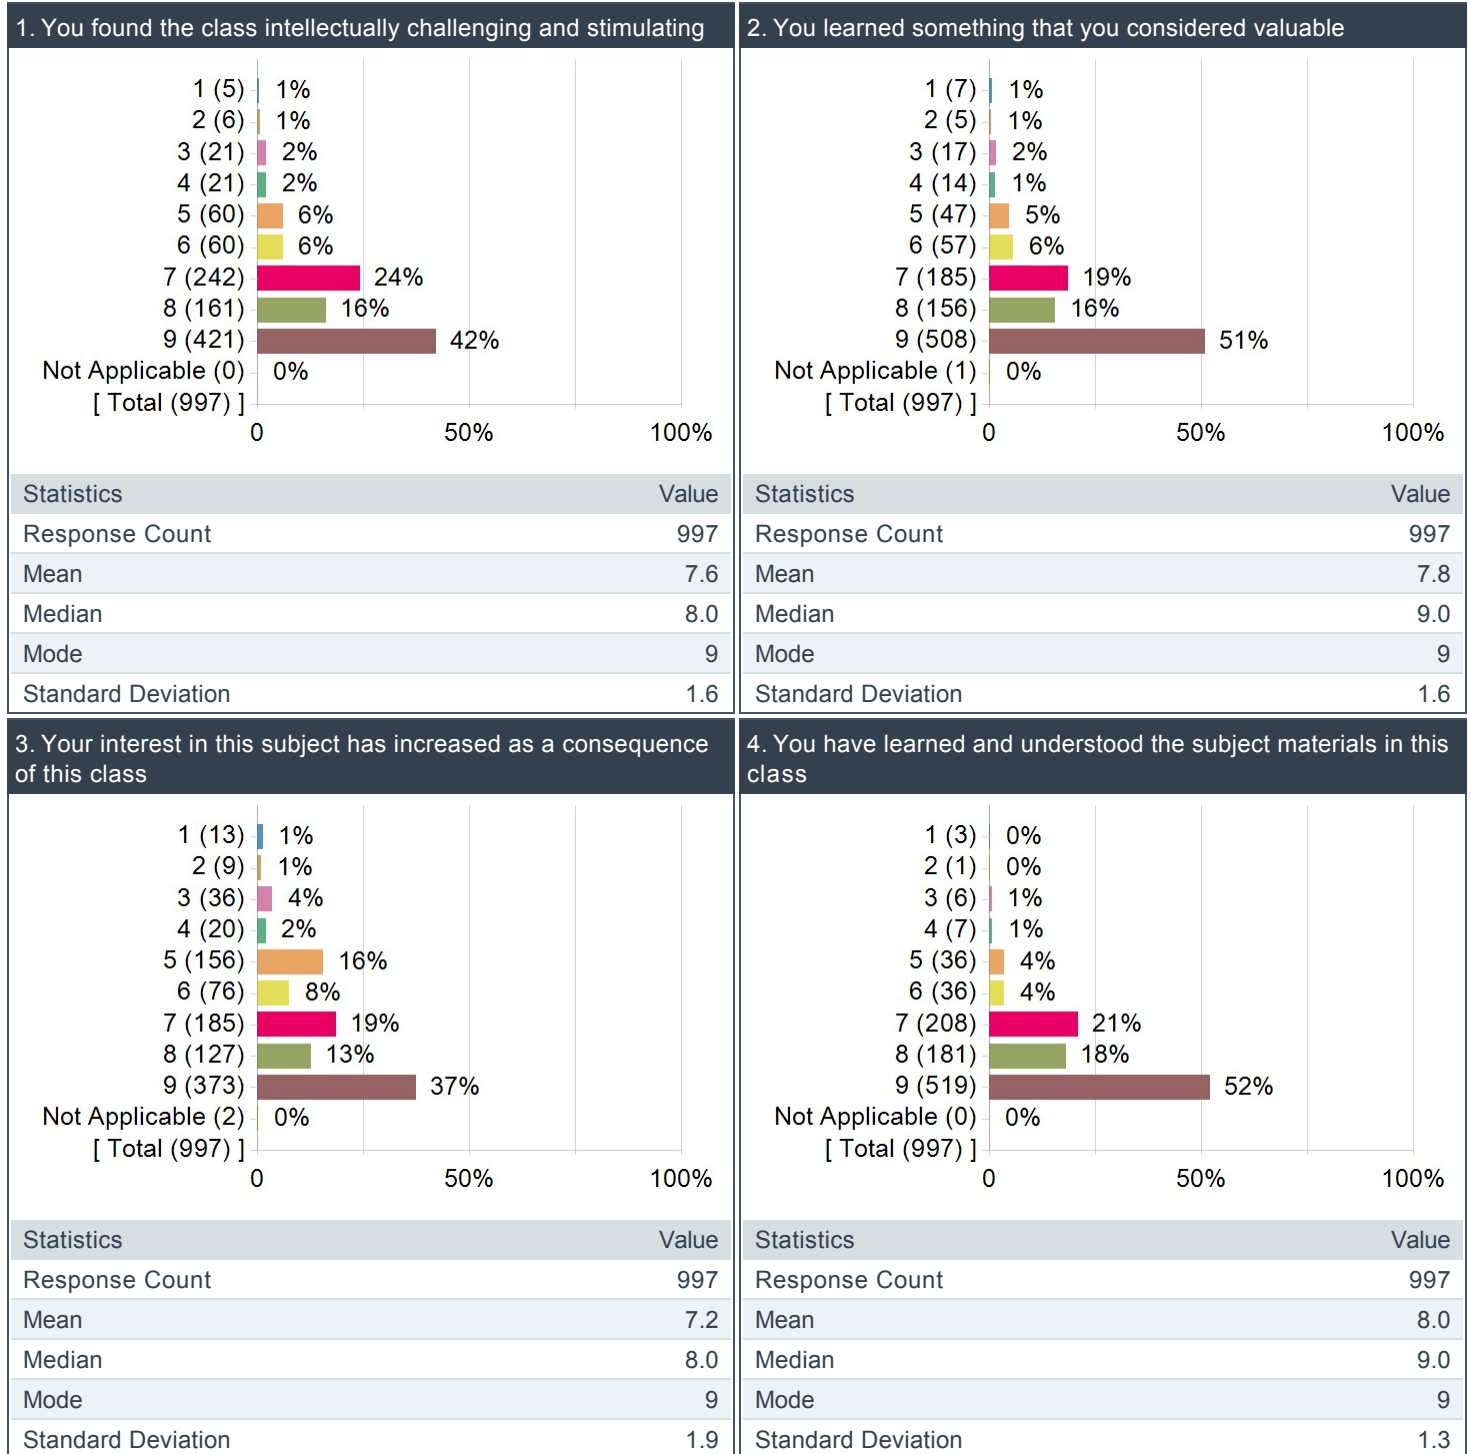 1. You found the class intellectually challenging and stimulating
1 (5) 1%
2 (6) 1%
3 (21) 2%
4 (21) 2%
5 (60) 6%
6 (60) 6%
7 (242) 24%
8 (161) 16%
9 (421) 42%
Not Applicable (0) 0%
[ Total (997) ]
0 50% 100%
Statistics Value
Response Count 997
Mean 7.6
Median 8.0
Mode 9
Standard Deviation 1.6
2. You learned something that you considered valuable
1 (7) 1%
2 (5) 1%
3 (17) 2%
4 (14) 1%
5 (47) 5%
6 (57) 6%
7 (185) 19%
8 (156) 16%
9 (508) 51%
Not Applicable (1) 0%
[ Total (997) ]
0 50% 100%
Statistics Value
Response Count 997
Mean 7.8
Median 9.0
Mode 9
Standard Deviation 1.6
3. Your interest in this subject has increased as a consequence
of this class
1 (13) 1%
2 (9) 1%
3 (36) 4%
4 (20) 2%
5 (156) 16%
6 (76) 8%
7 (185) 19%
8 (127) 13%
9 (373) 37%
Not Applicable (2) 0%
[ Total (997) ]
0 50% 100%
Statistics Value
Response Count 997
Mean 7.2
Median 8.0
Mode 9
Standard Deviation 1.9
4. You have learned and understood the subject materials in this
class
1 (3) 0%
2 (1) 0%
3 (6) 1%
4 (7) 1%
5 (36) 4%
6 (36) 4%
7 (208) 21%
8 (181) 18%
9 (519) 52%
Not Applicable (0) 0%
[ Total (997) ]
0 50% 100%
Statistics Value
Response Count 997
Mean 8.0
Median 9.0
Mode 9
Standard Deviation 1.3